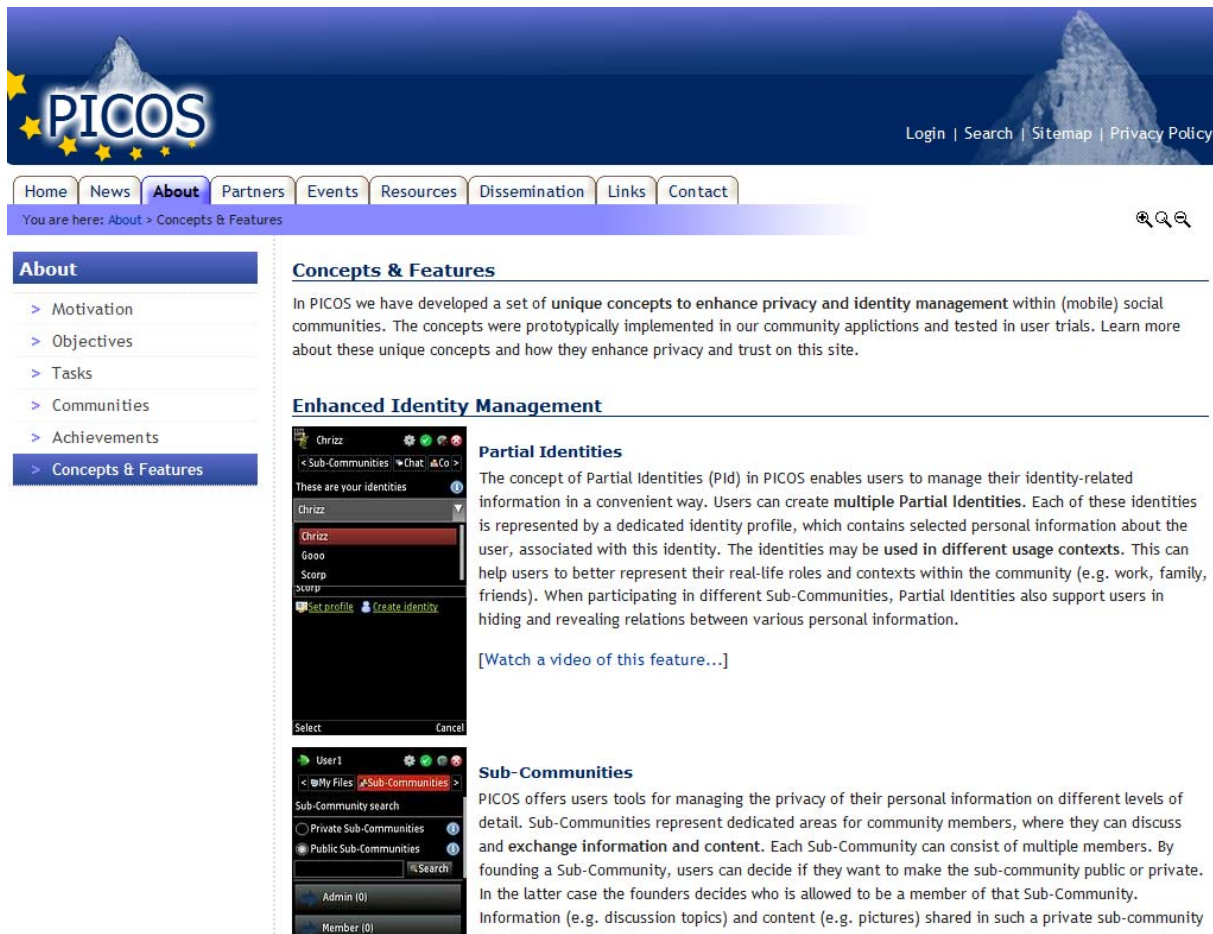 PICOS
Login | Search | Sitemap | Privacy Policy
Home News About Partners Events Resources Dissemination Links Contact
You are here: About > Concepts & Features
About
> Motivation
> Objectives
> Tasks
> Communities
> Achievements
> Concepts & Features
Concepts & Features
In PICOS we have developed a set of unique concepts to enhance privacy and identity management within (mobile) social
communities. The concepts were prototypically implemented in our community applictions and tested in user trials. Learn more
about these unique concepts and how they enhance privacy and trust on this site.
Enhanced Identity Management
Chrizz
< Sub-Communities Chat Co >
These are your identities
Chrizz
Chrizz
Gooo
Scorp
Scorp
Set profile Create identity
Select Cancel
Partial Identities
The concept of Partial Identities (PId) in PICOS enables users to manage their identity-related
information in a convenient way. Users can create multiple Partial Identities. Each of these identities
is represented by a dedicated identity profile, which contains selected personal information about the
user, associated with this identity. The identities may be used in different usage contexts. This can
help users to better represent their real-life roles and contexts within the community (e.g. work, family,
friends). When participating in different Sub-Communities, Partial Identities also support users in
hiding and revealing relations between various personal information.
[Watch a video of this feature...]
User1
< My Files Sub-Communities >
Sub-Community search
Private Sub-Communities
Public Sub-Communities
Search
Admin (0)
Member (0)
Sub-Communities
PICOS offers users tools for managing the privacy of their personal information on different levels of
detail. Sub-Communities represent dedicated areas for community members, where they can discuss
and exchange information and content. Each Sub-Community can consist of multiple members. By
founding a Sub-Community, users can decide if they want to make the sub-community public or private.
In the latter case the founders decides who is allowed to be a member of that Sub-Community.
Information (e.g. discussion topics) and content (e.g. pictures) shared in such a private sub-community